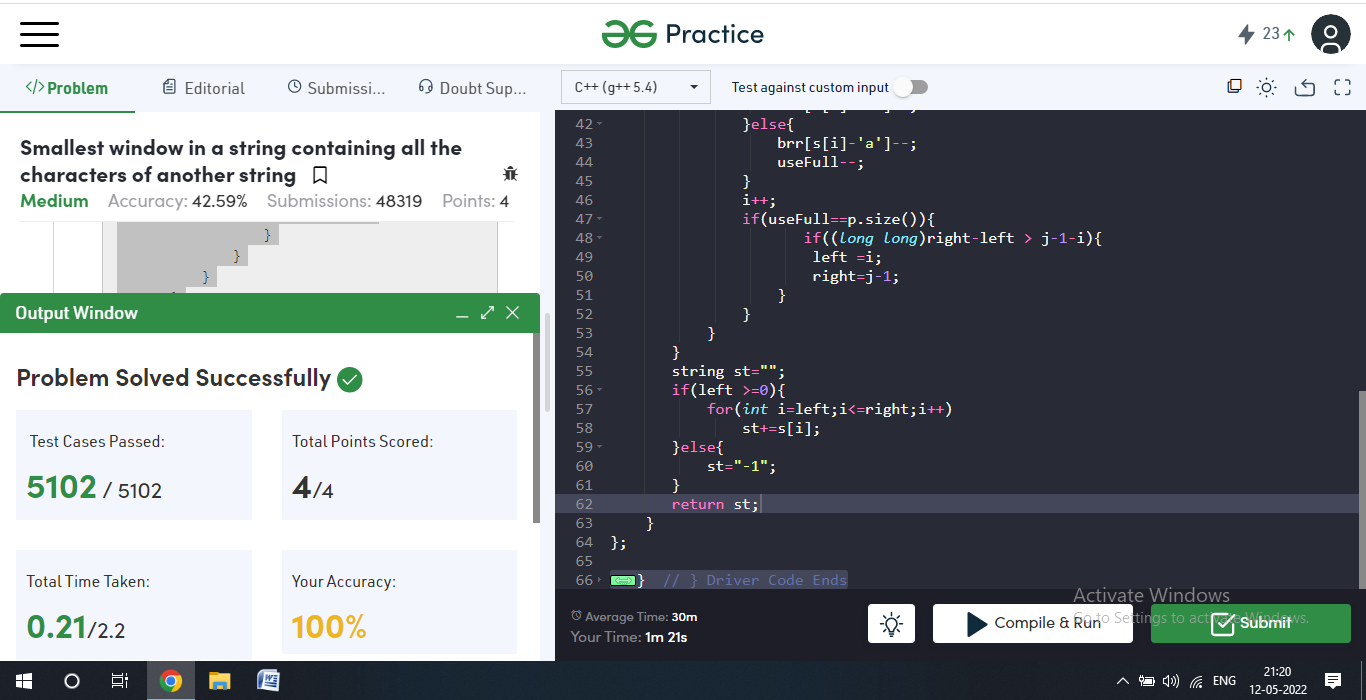 Practice
23
Problem
Editorial
Submissi...
Doubt Sup...
C++ (g++ 5.4)
Test against custom input
Smallest window in a string containing all the
characters of another string
Medium Accuracy: 42.59% Submissions: 48319 Points: 4
}
}
}
Output Window
Problem Solved Successfully
Test Cases Passed:
5102 / 5102
Total Points Scored:
4/4
Total Time Taken:
0.21/2.2
Your Accuracy:
100%
42 }else{
43 brr[s[i]-'a']--;
44 useFull--;
45 }
46 i++;
47 if(useFull==p.size()){
48 if((long long)right-left > j-1-i){
49 left =i;
50 right=j-1;
51 }
52 }
53 }
54 }
55 string st="";
56 if(left >=0){
57 for(int i=left;i<=right;i++)
58 st+=s[i];
59 }else{
60 st="-1";
61 }
62 return st;
63 }
64 };
65
66 } // } Driver Code Ends
Average Time: 30m
Your Time: 1m 21s
Compile & Run
Submit
Activate Windows
Go to Settings to activate Windows.
ENG
21:20
12-05-2022